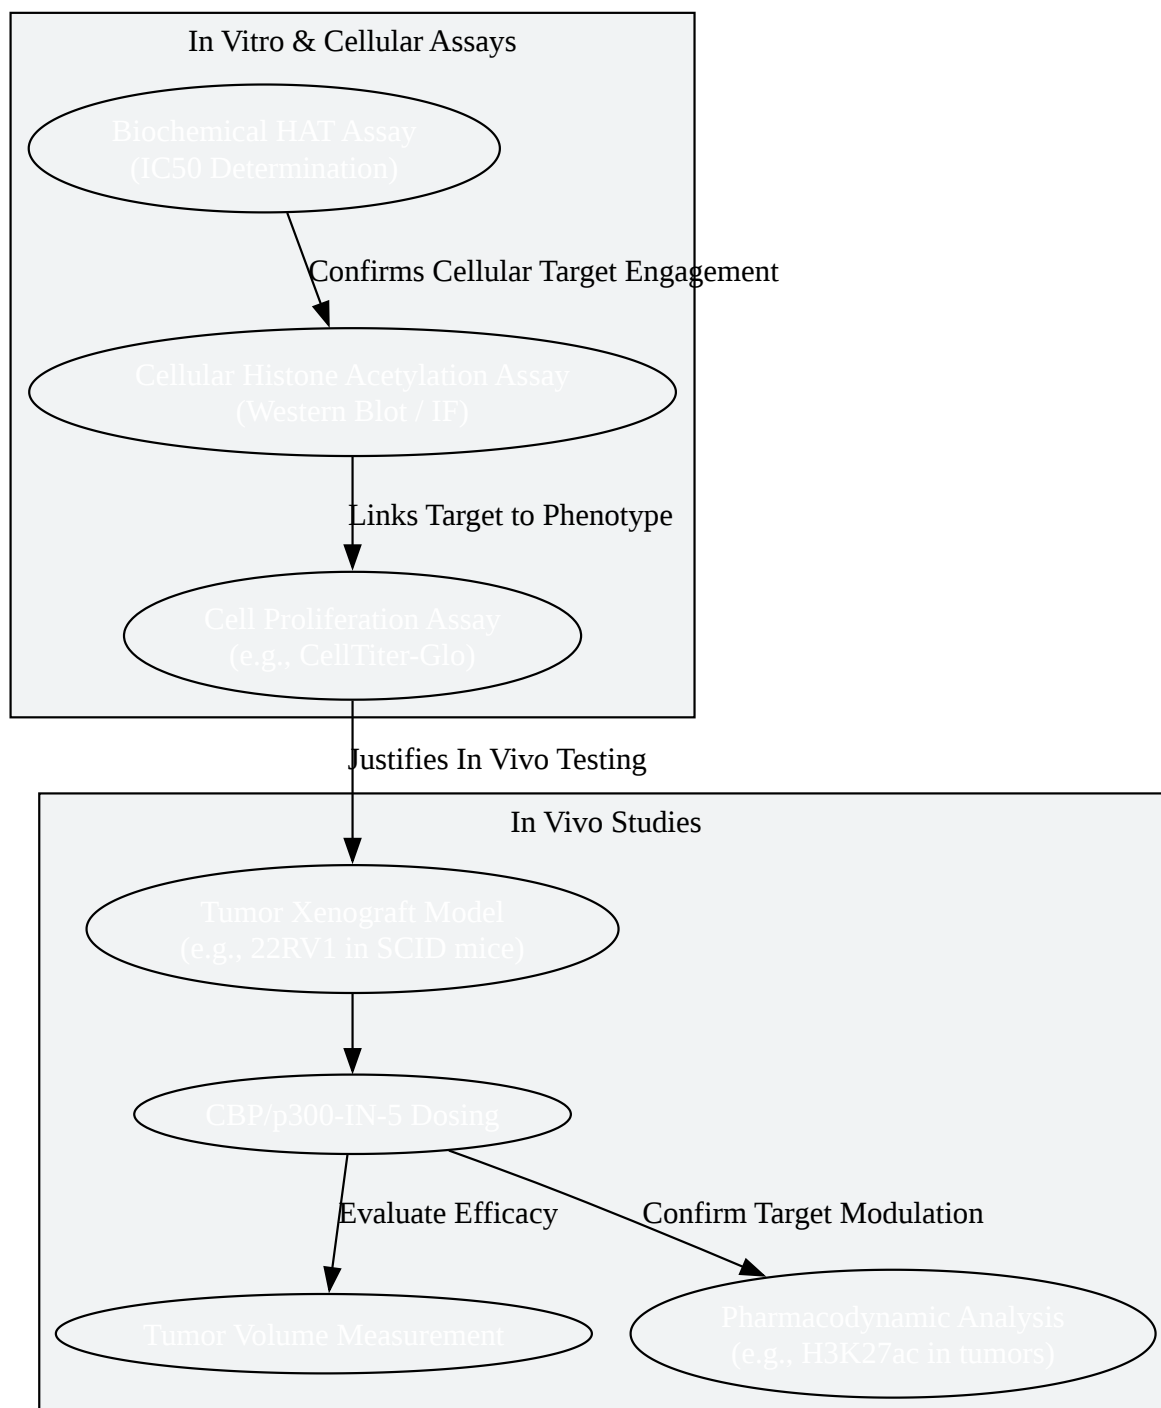 In Vitro & Cellular Assays
Biochemical HAT Assay
(IC50 Determination)
Confirms Cellular Target Engagement
Cellular Histone Acetylation Assay
(Western Blot / IF)
Links Target to Phenotype
Cell Proliferation Assay
(e.g., CellTiter-Glo)
Justifies In Vivo Testing
In Vivo Studies
Tumor Xenograft Model
(e.g., 22RV1 in SCID mice)
CBP/p300-IN-5 Dosing
Evaluate Efficacy
Confirm Target Modulation
Tumor Volume Measurement
Pharmacodynamic Analysis
(e.g., H3K27ac in tumors)